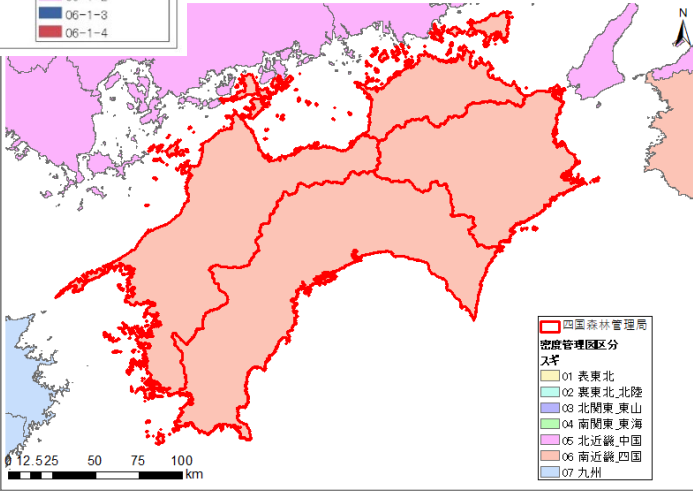 06-1-3
06-1-4
N
四国森林管理局
密度管理図区分
スギ
01 表東北
02 裏東北_北陸
03 北関東_東山
04 南関東_東海
05 北近畿_中国
06 南近畿_四国
07 九州
0 12.525 50 75 100
km